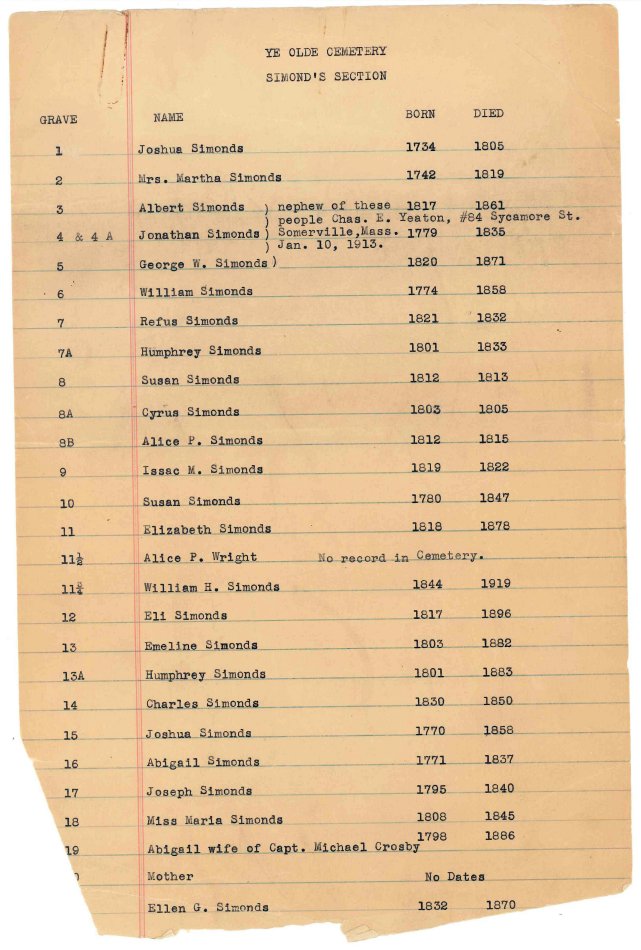 YE OLDE CEMETERY
SIMOND'S SECTION
GRAVE NAME BORN DIED
1 Joshua Simonds 1734 1805
2 Mrs. Martha Simonds 1742 1819
3 Albert Simonds ) nephew of these 1817 1861
) people Chas. E. Yeaton, #84 Sycamore St.
4 & 4 A Jonathan Simonds ) Somerville,Mass. 1779 1835
) Jan. 10, 1913.
5 George W. Simonds ) 1820 1871
6 William Simonds 1774 1858
7 Refus Simonds 1821 1832
7A Humphrey Simonds 1801 1833
8 Susan Simonds 1812 1813
8A Cyrus Simonds 1803 1805
8B Alice P. Simonds 1812 1815
9 Issac M. Simonds 1819 1822
10 Susan Simonds 1780 1847
11 Elizabeth Simonds 1818 1878
11½ Alice P. Wright No record in Cemetery.
11¾ William H. Simonds 1844 1919
12 Eli Simonds 1817 1896
13 Emeline Simonds 1803 1882
13A Humphrey Simonds 1801 1883
14 Charles Simonds 1830 1850
15 Joshua Simonds 1770 1858
16 Abigail Simonds 1771 1837
17 Joseph Simonds 1795 1840
18 Miss Maria Simonds 1808 1845
1798 1886
19 Abigail wife of Capt. Michael Crosby
Mother No Dates
Ellen G. Simonds 1832 1870